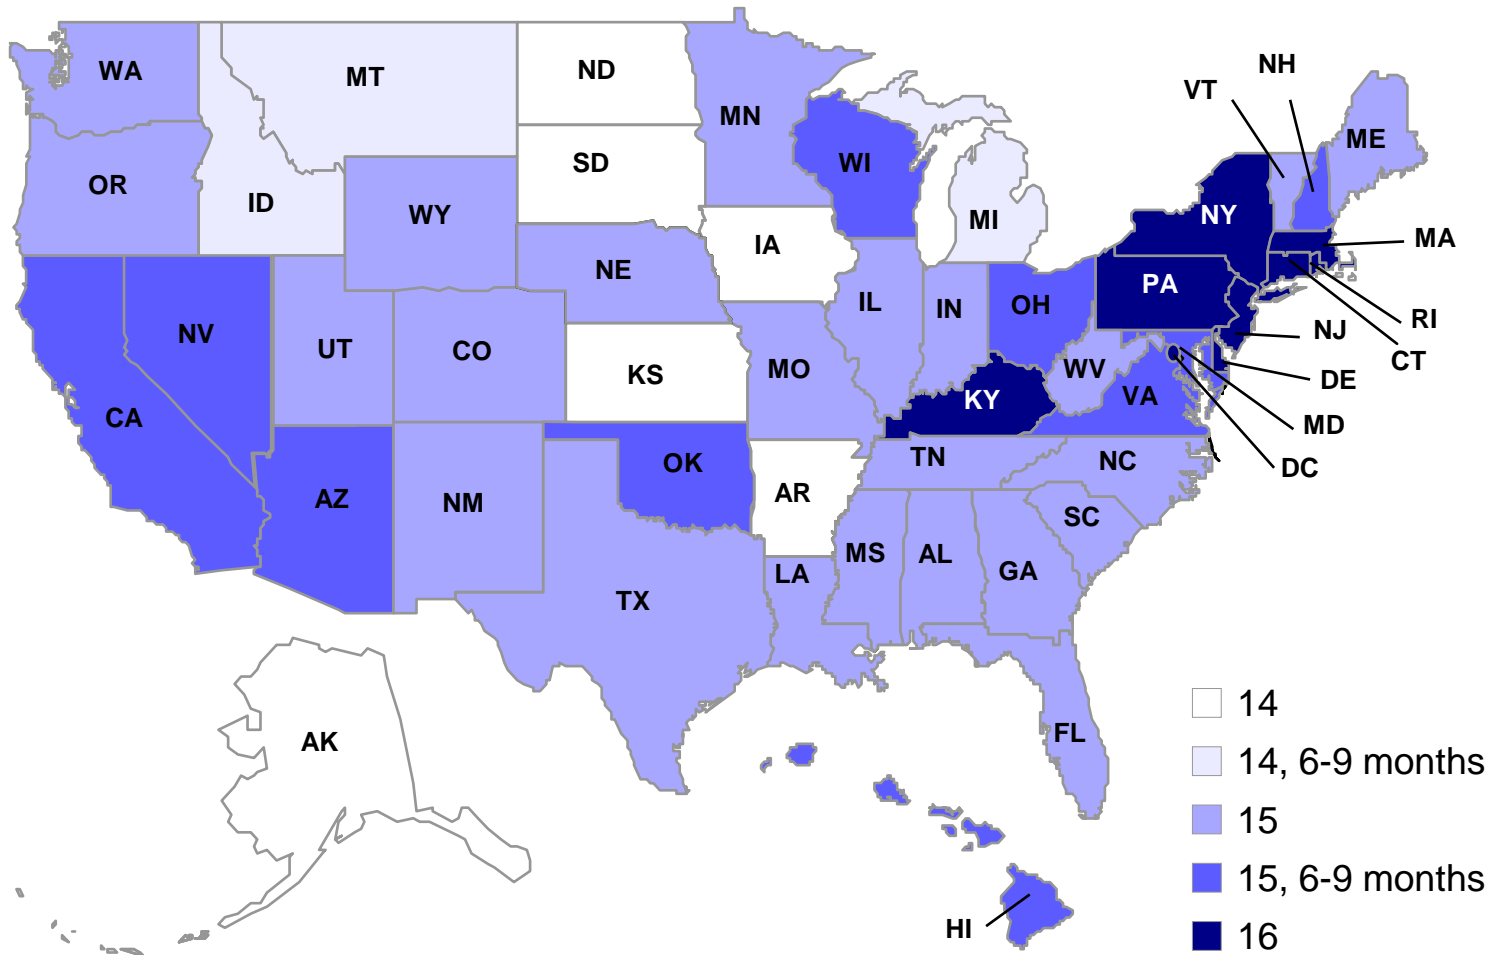 NH
WA
MT
ND
VT
MN
ME
WI
SD
OR
ID
WY
NY
MI
MA
IA
NE
PA
IL
IN
OH
RI
NV
NJ
UT
CO
CT
MO
KS
WV
DE
CA
KY
VA
MD
TN
NC
DC
OK
AZ
NM
AR
SC
MS
AL
GA
LA
TX
14
FL
AK
14, 6-9 months
15
15, 6-9 months
HI
16